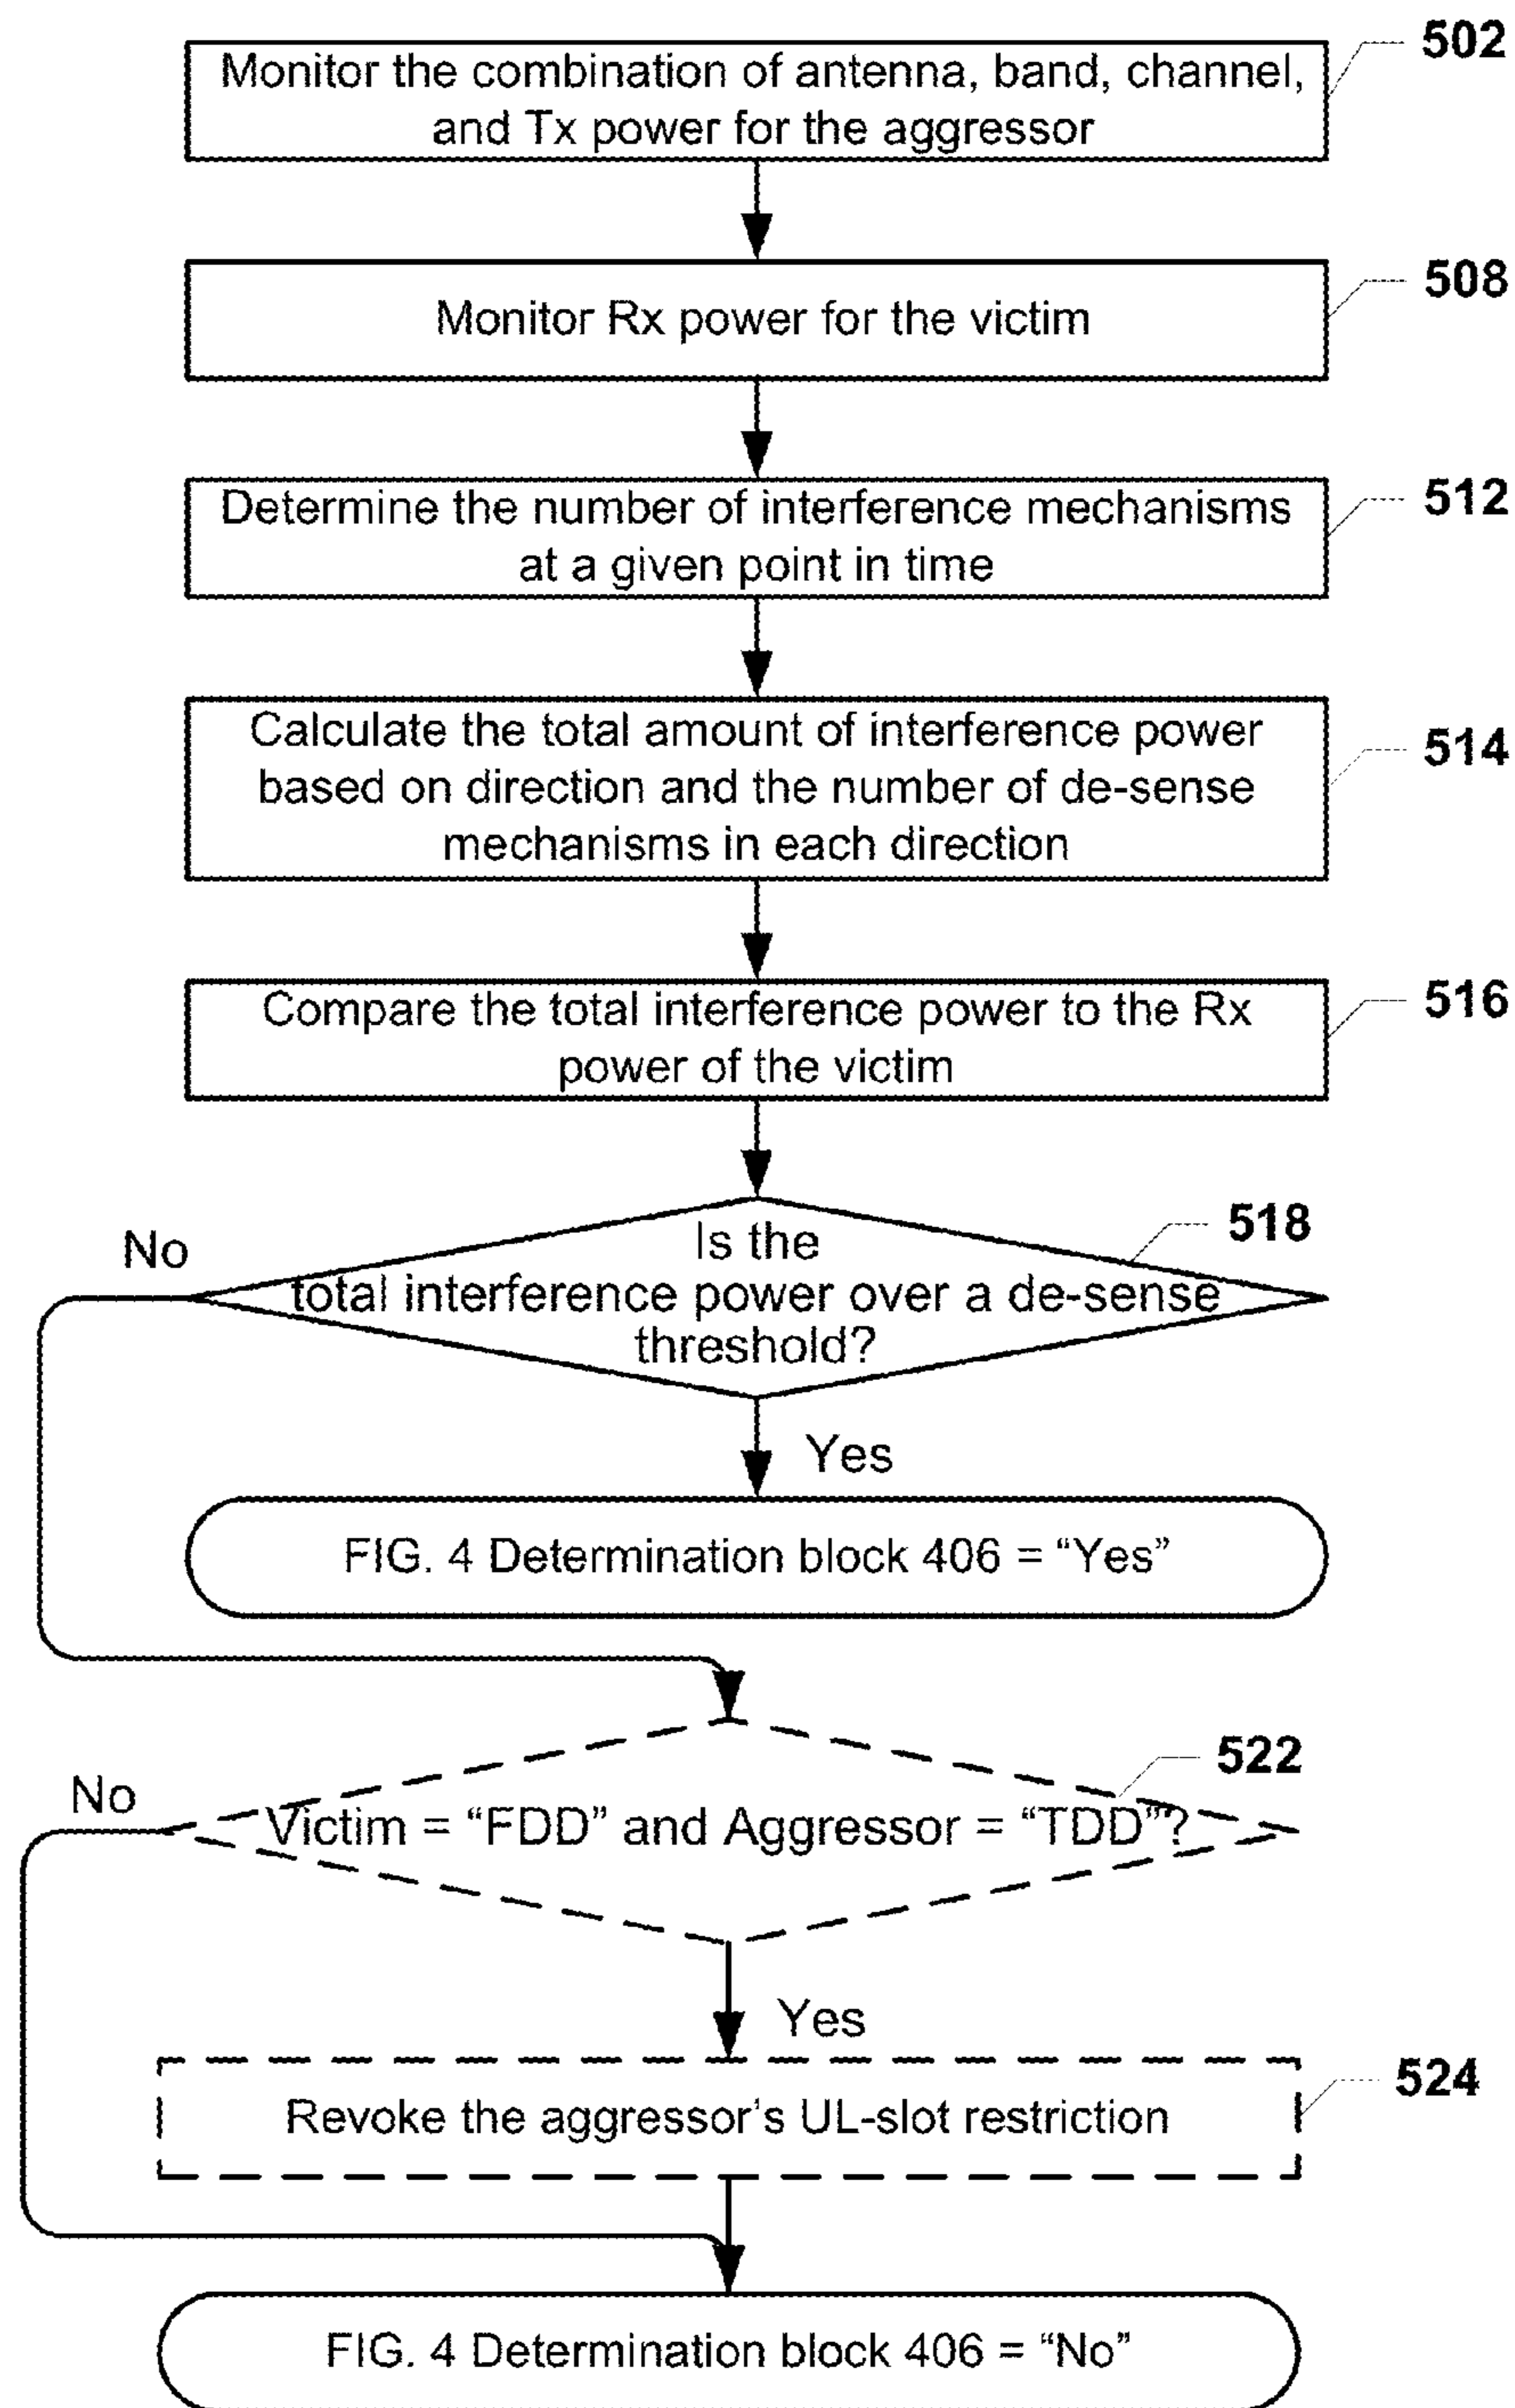 502
Monitor the combination of antenna, band, channel,
and Tx power for the aggressor
508
Monitor Rx power for the victim
512
Determine the number of interference mechanisms
at a given point in time
514
Calculate the total amount of interference power
based on direction and the number of de-sense
mechanisms in each direction
516
Compare the total interference power to the Rx
power of the victim
518
No
Is the
total interference power over a de-sense
threshold?
Yes
FIG. 4 Determination block 406 = “Yes”
522
No
Victim = “FDD” and Aggressor = “TDD”?
Yes
524
Revoke the aggressor’s UL-slot restriction
FIG. 4 Determination block 406 = “No”